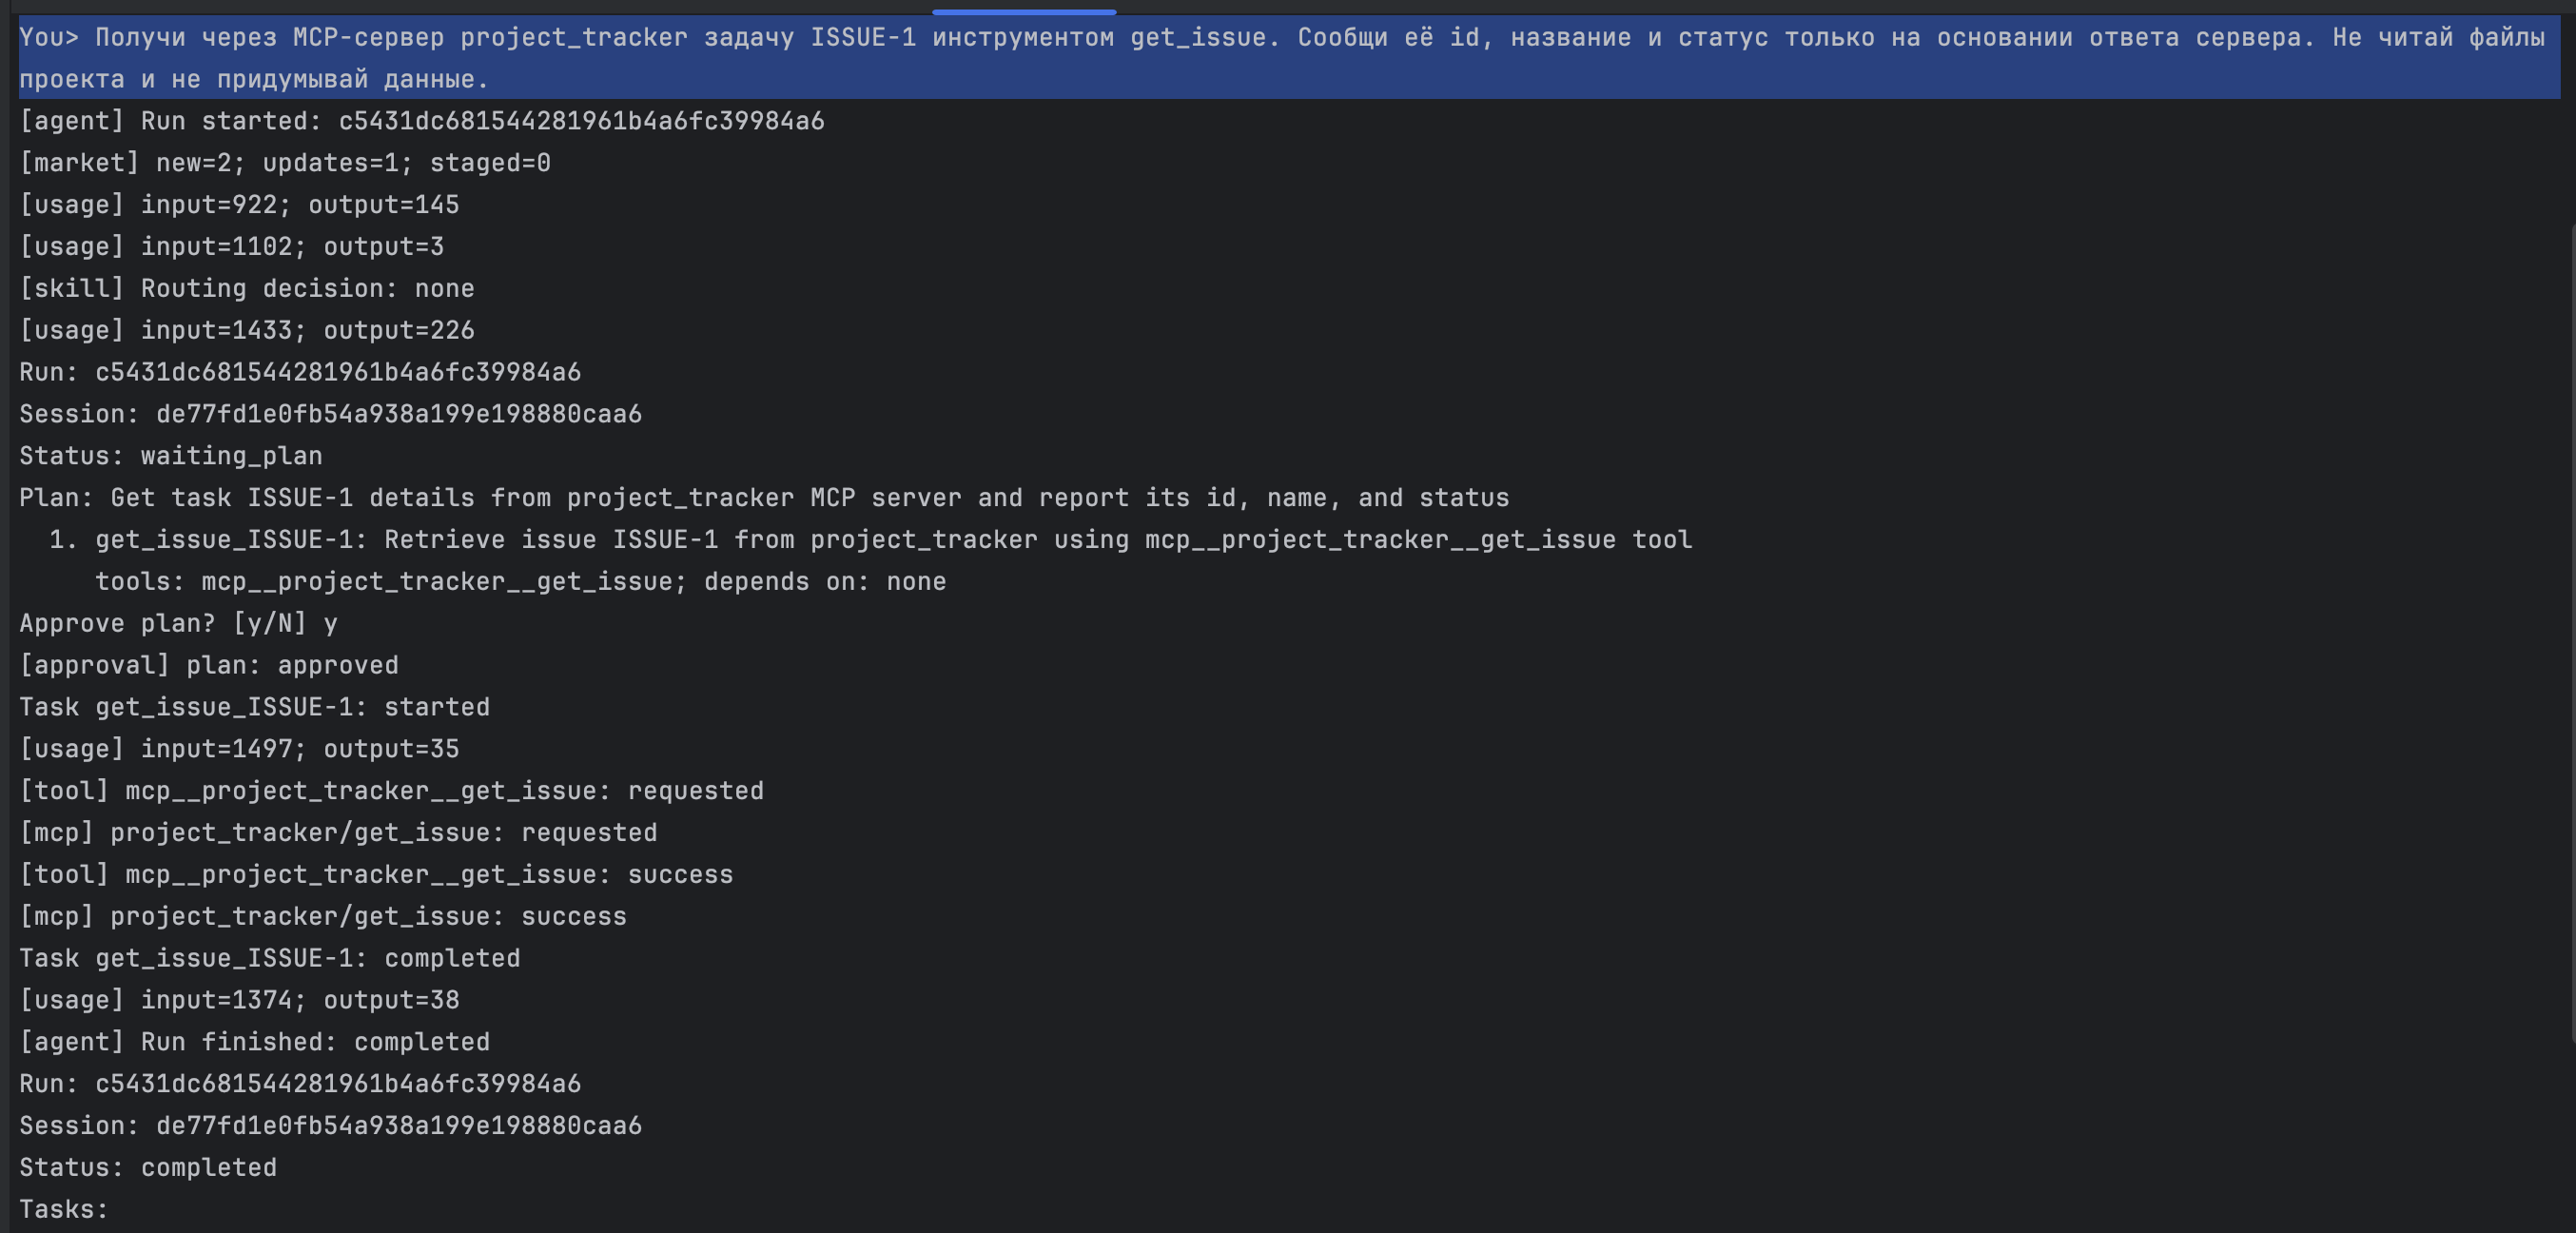 You> Получи через MCP-сервер project_tracker задачу ISSUE-1 инструментом get_issue. Сообщи её id, название и статус только на основании ответа сервера. Не читай файлы
проекта и не придумывай данные.
[agent] Run started: c5431dc681544281961b4a6fc39984a6
[market] new=2; updates=1; staged=0
[usage] input=922; output=145
[usage] input=1102; output=3
[skill] Routing decision: none
[usage] input=1433; output=226
Run: c5431dc681544281961b4a6fc39984a6
Session: de77fd1e0fb54a938a199e198880caa6
Status: waiting_plan
Plan: Get task ISSUE-1 details from project_tracker MCP server and report its id, name, and status
  1. get_issue_ISSUE-1: Retrieve issue ISSUE-1 from project_tracker using mcp__project_tracker__get_issue tool
     tools: mcp__project_tracker__get_issue; depends on: none
Approve plan? [y/N] y
[approval] plan: approved
Task get_issue_ISSUE-1: started
[usage] input=1497; output=35
[tool] mcp__project_tracker__get_issue: requested
[mcp] project_tracker/get_issue: requested
[tool] mcp__project_tracker__get_issue: success
[mcp] project_tracker/get_issue: success
Task get_issue_ISSUE-1: completed
[usage] input=1374; output=38
[agent] Run finished: completed
Run: c5431dc681544281961b4a6fc39984a6
Session: de77fd1e0fb54a938a199e198880caa6
Status: completed
Tasks: